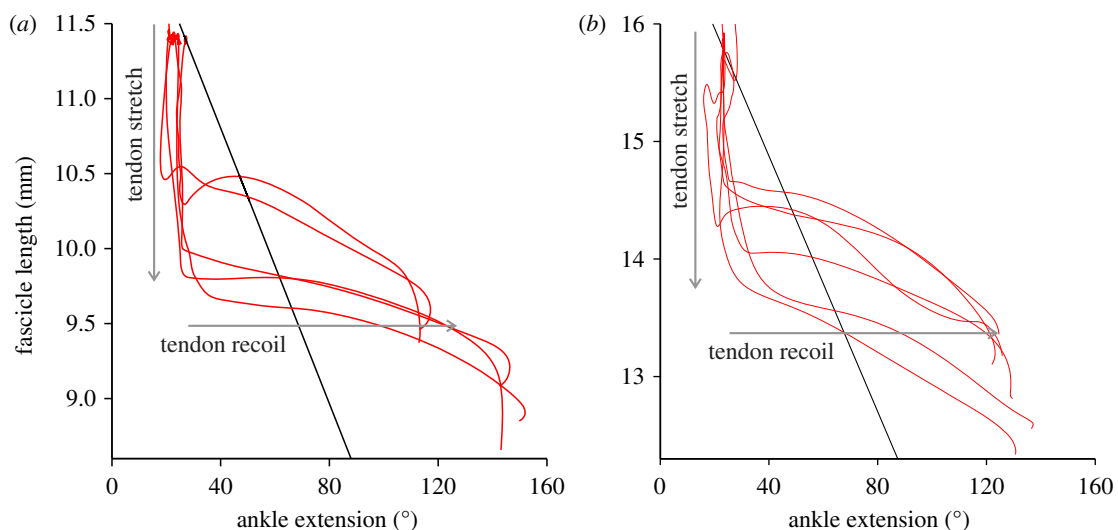 (a)
11.5
11.0
10.5
10.0
9.5
9.0
fascicle length (mm)
tendon stretch
tendon recoil
0
40
80
120
160
ankle extension (°)
(b)
16
15
14
13
tendon stretch
tendon recoil
0
40
80
120
160
ankle extension (°)